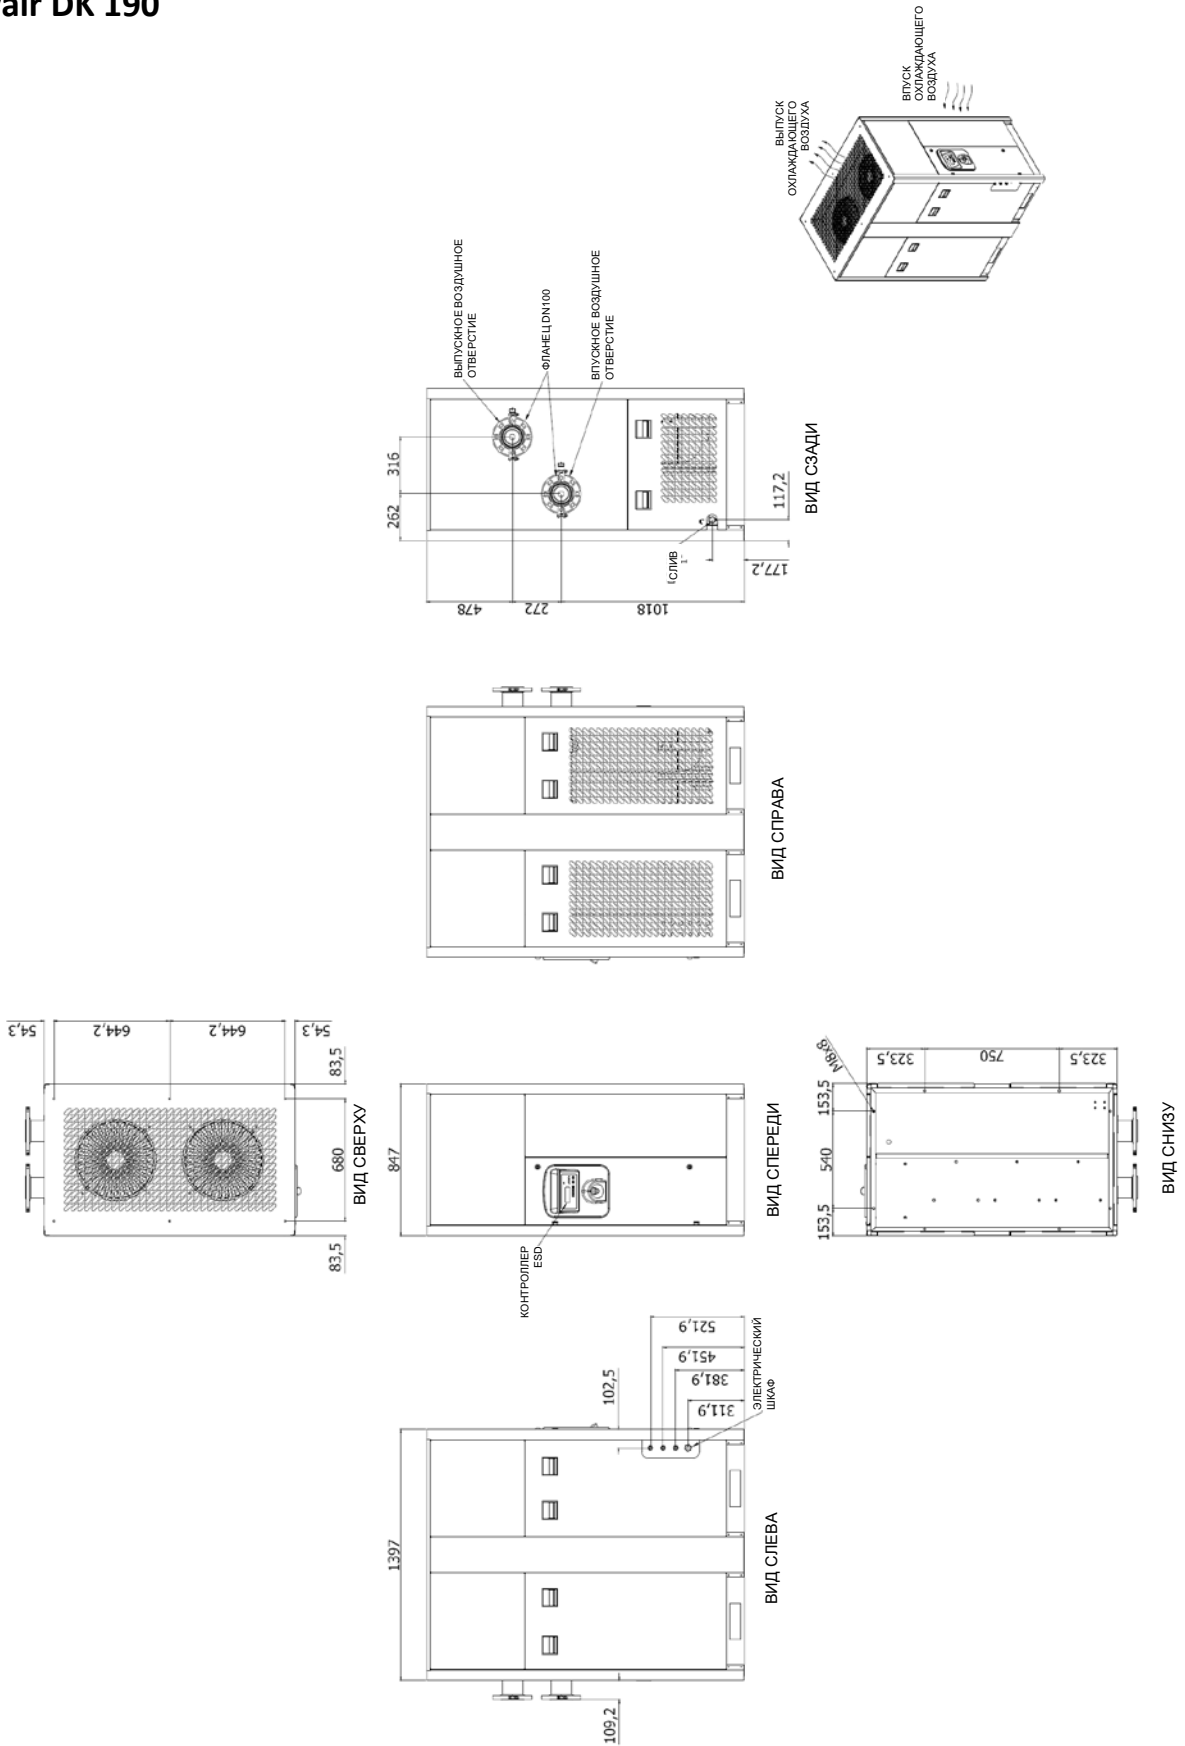 air DK 190
ВПУСК
ОХЛАЖДАЮЩЕГО
ВОЗДУХА
ВЫПУСК
ОХЛАЖДАЮЩЕГО
ВОЗДУХА
ВЫПУСКНОЕ ВОЗДУШНОЕ
ОТВЕРСТИЕ
ФЛАНЕЦ DN100
ВПУСКНОЕ ВОЗДУШНОЕ
ОТВЕРСТИЕ
316
262
СЛИВ
117,2
177,2
478
272
1018
ВИД СЗАДИ
ВИД СПРАВА
54,3
644,2
644,2
54,3
83,5
680
83,5
ВИД СВЕРХУ
847
КОНТРОЛЛЕР
ESD
ВИД СПЕРЕДИ
M8x8
323,5
750
323,5
153,5
540
153,5
ВИД СНИЗУ
1397
102,5
521,9
451,9
381,9
311,9
ЭЛЕКТРИЧЕСКИЙ
ШКАФ
109,2
ВИД СЛЕВА